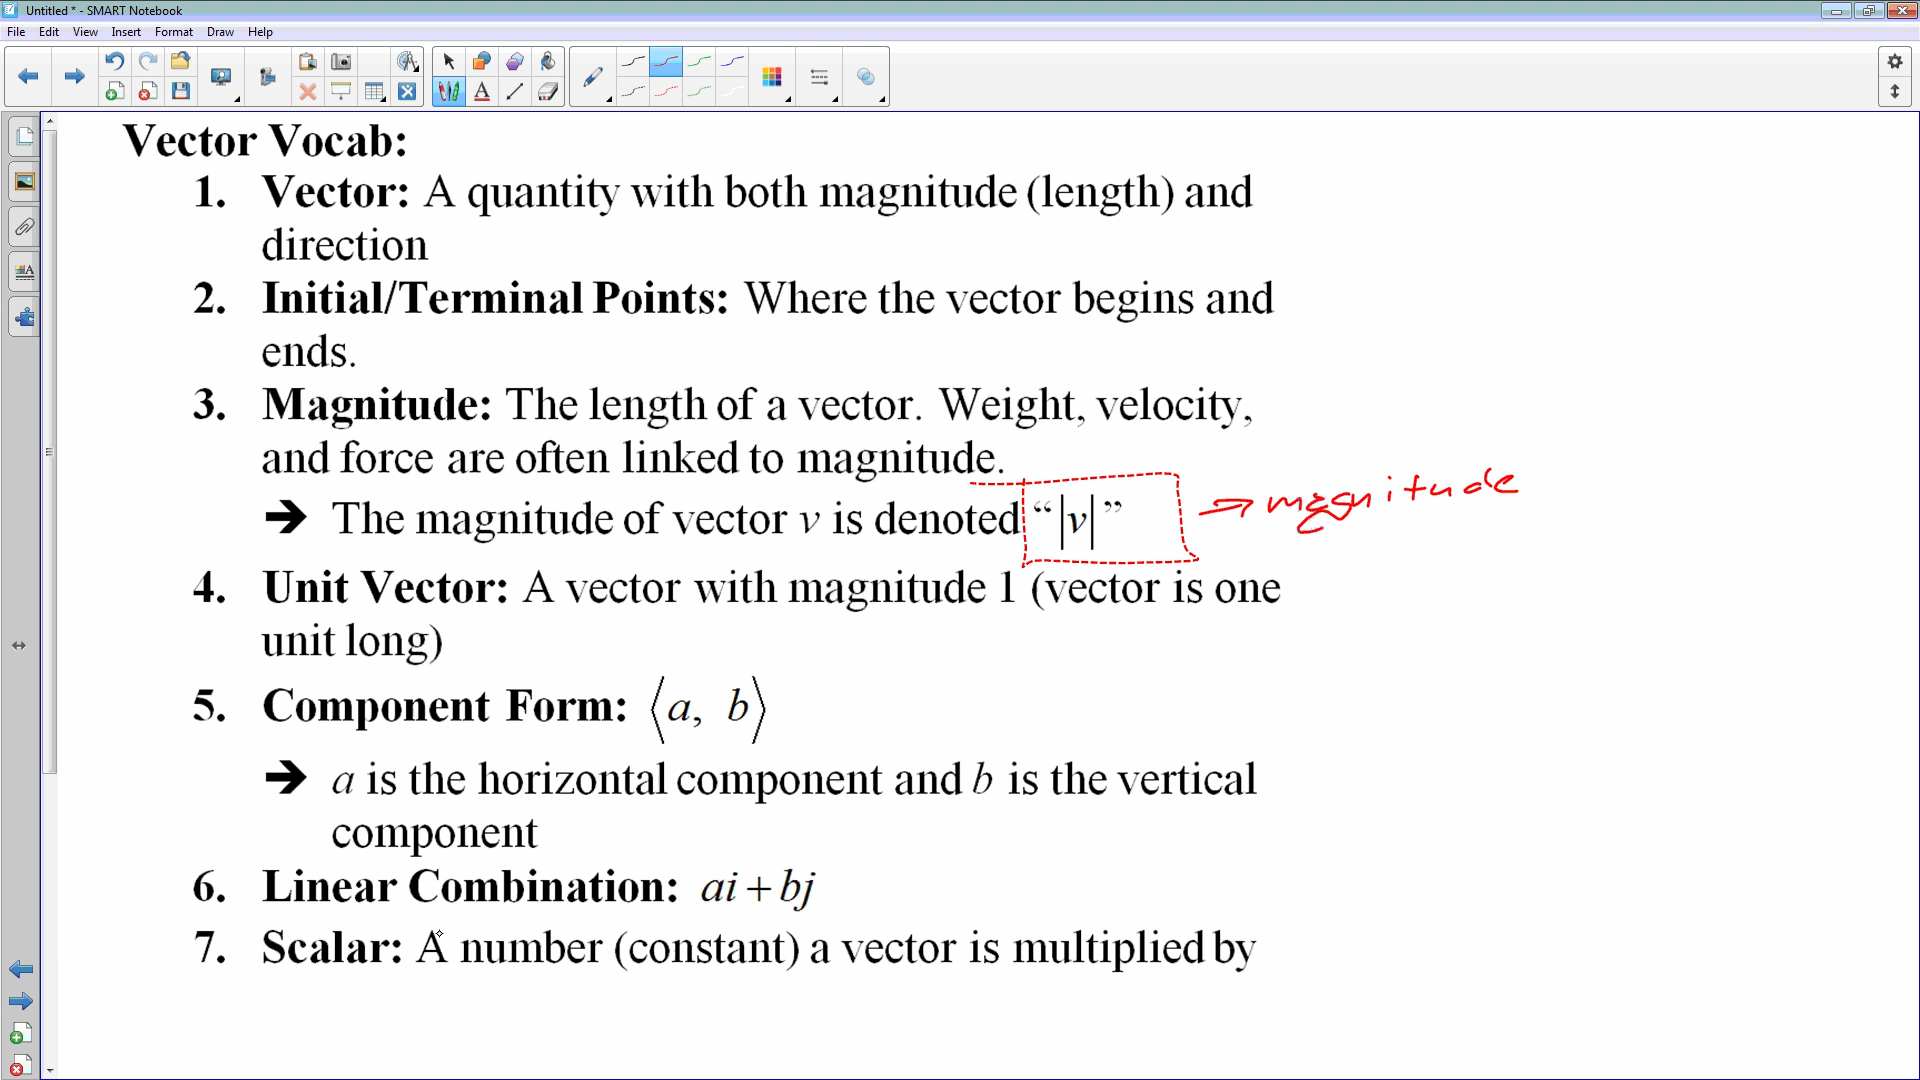 Untitled * - SMART Notebook
File Edit View Insert Format Draw Help
Vector Vocab:
1. Vector: A quantity with both magnitude (length) and
direction
2. Initial/Terminal Points: Where the vector begins and
ends.
3. Magnitude: The length of a vector. Weight, velocity,
and force are often linked to magnitude.
➔ The magnitude of vector v is denoted “|v|” → magnitude
4. Unit Vector: A vector with magnitude 1 (vector is one
unit long)
5. Component Form: ⟨a, b⟩
➔ a is the horizontal component and b is the vertical
component
6. Linear Combination: ai + bj
7. Scalar: A number (constant) a vector is multiplied by